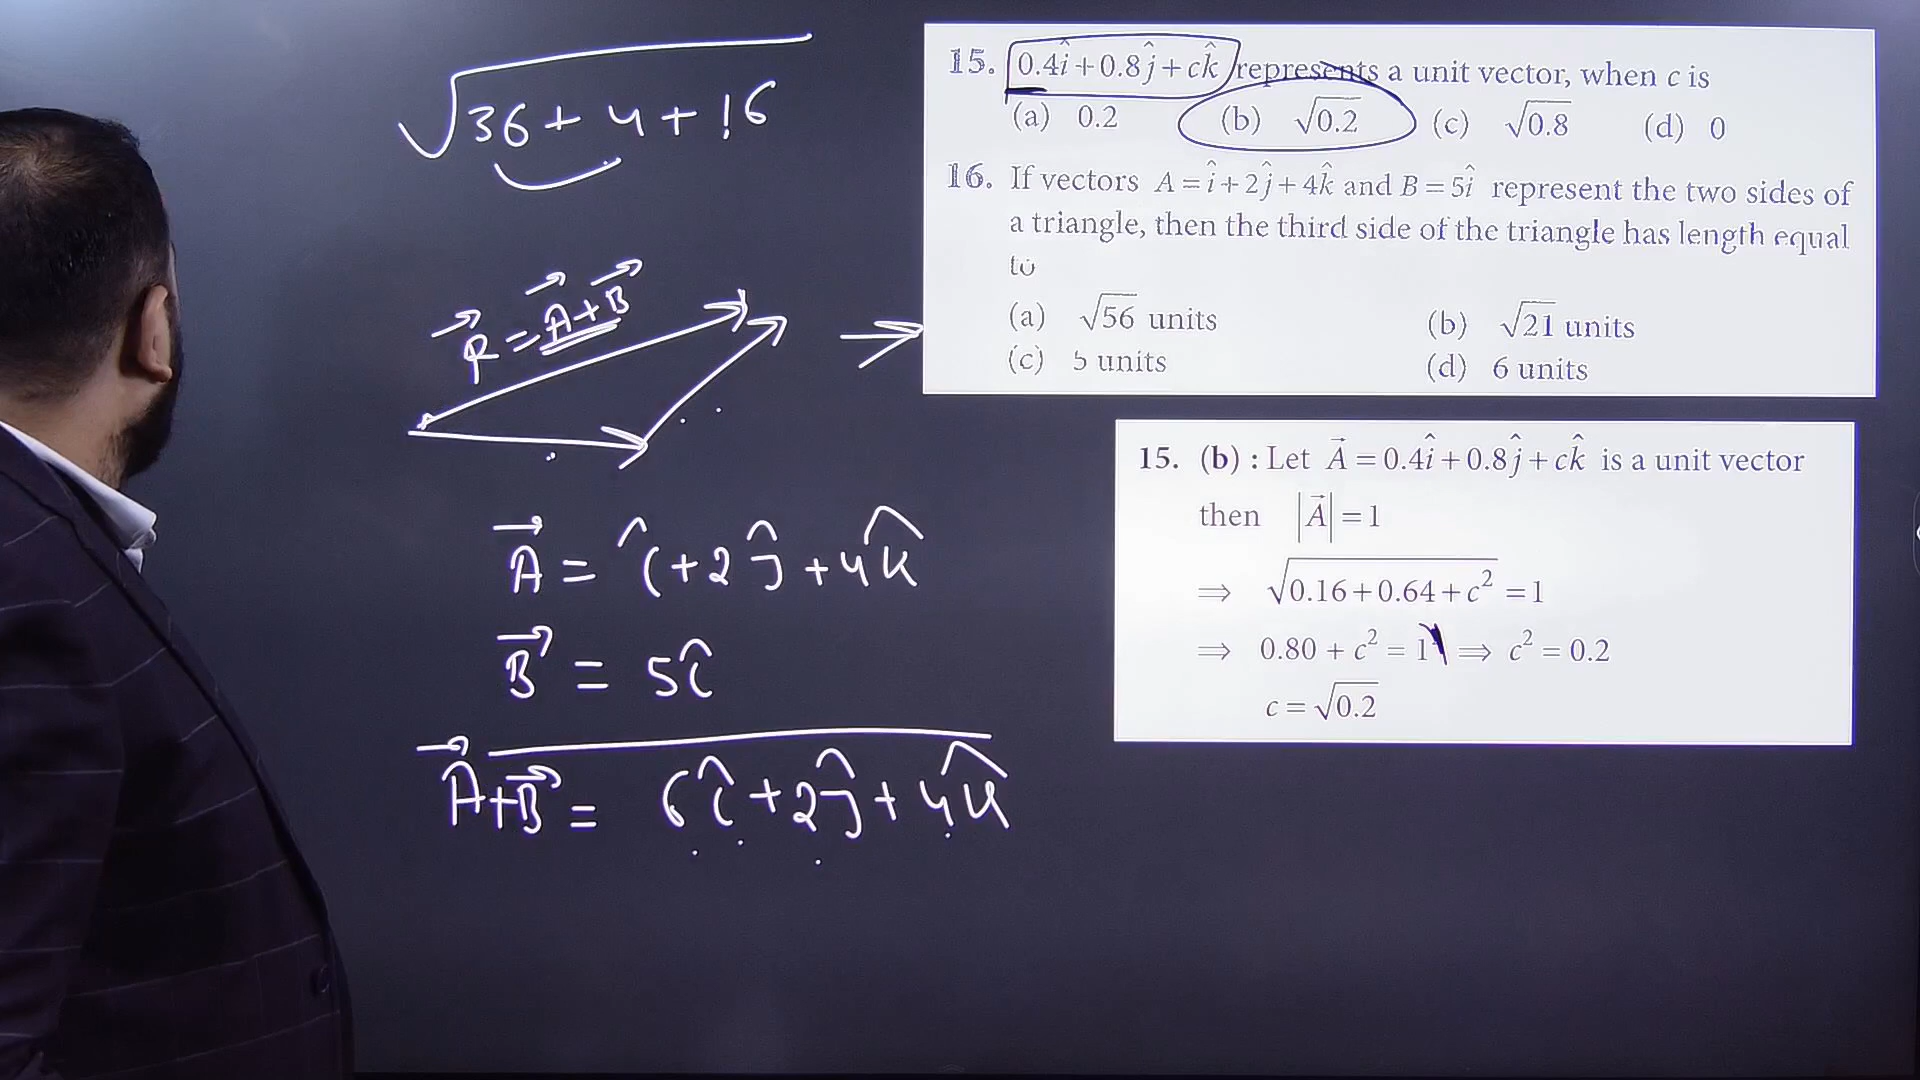 √36 + 4 + 16
R⃗ = A⃗ + B⃗
A⃗ = î + 2ĵ + 4k̂
B⃗ = 5î
A⃗ + B⃗ = 6î + 2ĵ + 4k̂
15. 0.4î + 0.8ĵ + ck̂ represents a unit vector, when c is
(a) 0.2 (b) √0.2 (c) √0.8 (d) 0
16. If vectors A = î + 2ĵ + 4k̂ and B = 5î represent the two sides of
a triangle, then the third side of the triangle has length equal
to
(a) √56 units (b) √21 units
(c) 5 units (d) 6 units
15. (b) : Let A⃗ = 0.4î + 0.8ĵ + ck̂ is a unit vector
then |A⃗| = 1
⟹ √0.16 + 0.64 + c² = 1
⟹ 0.80 + c² = 1 ⟹ c² = 0.2
c = √0.2